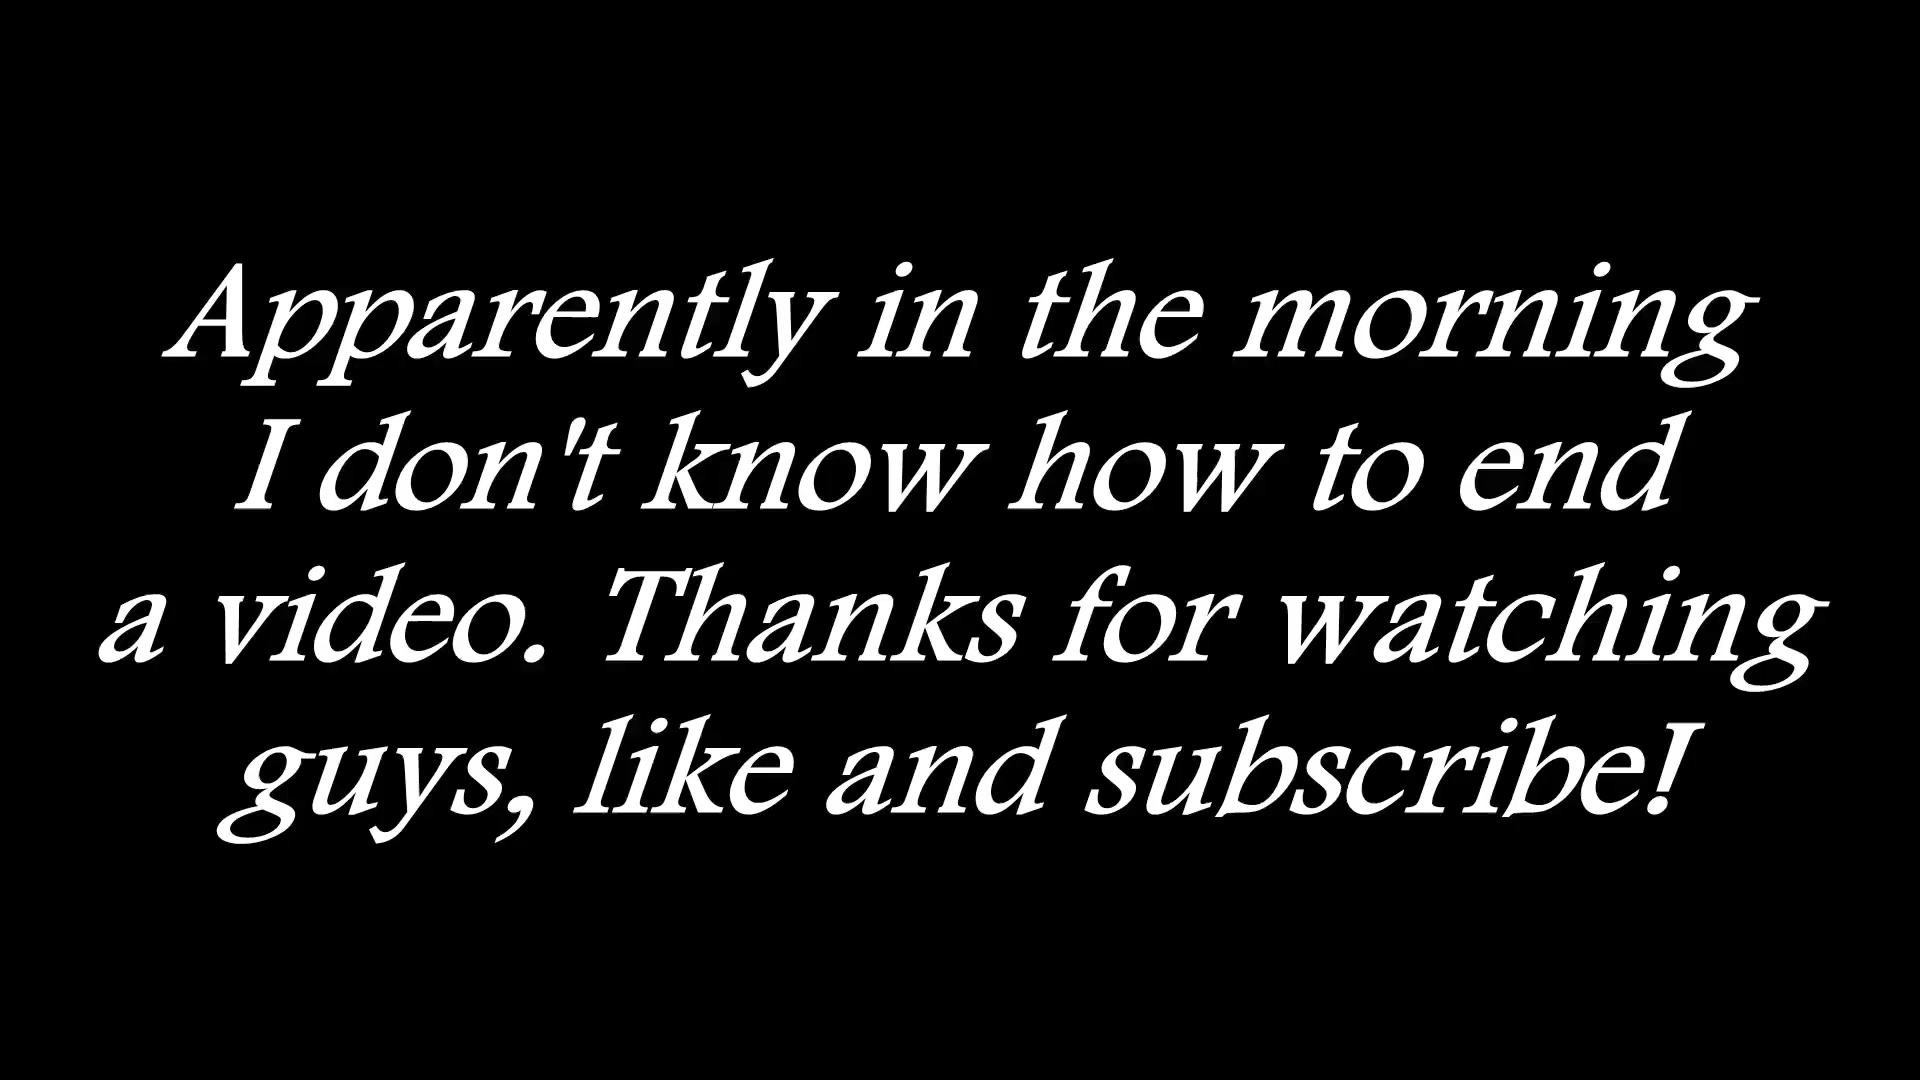 Apparently in the morning
I don't know how to end
a video. Thanks for watching
guys, like and subscribe!